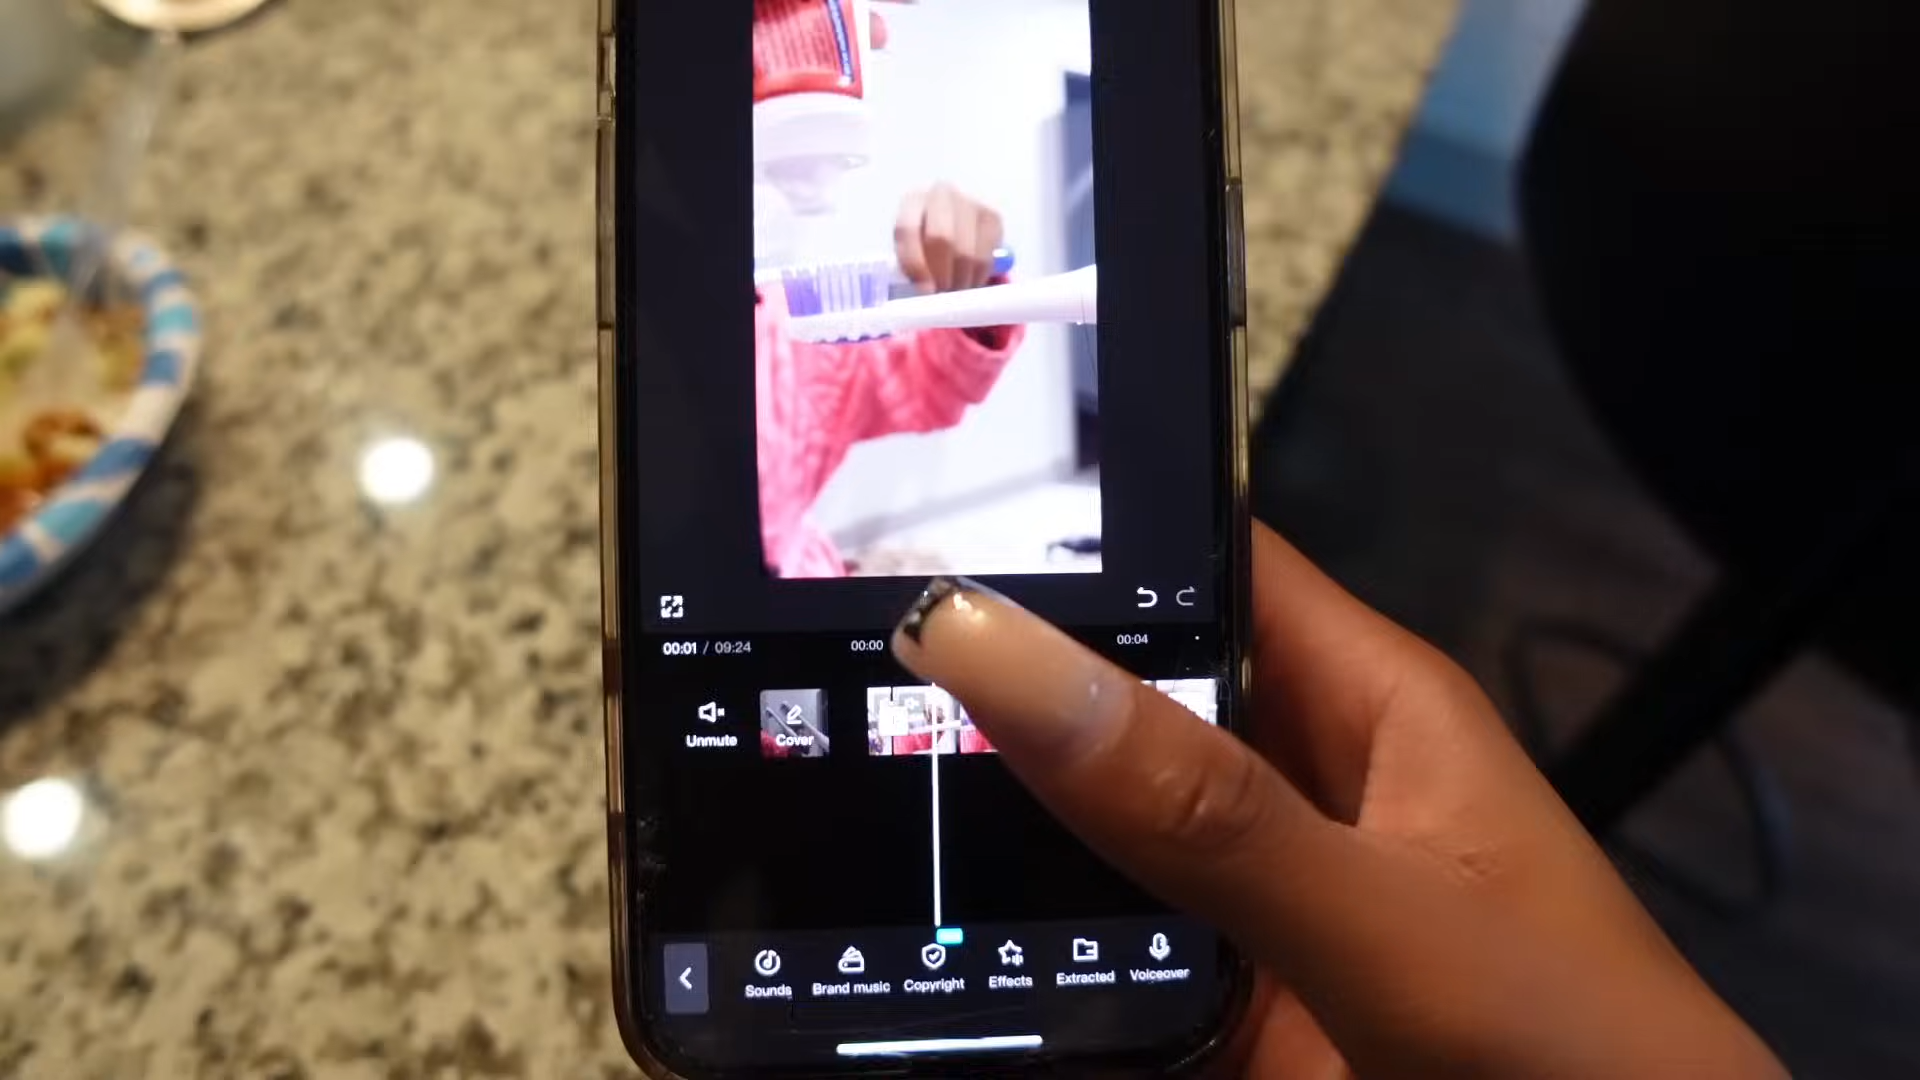 00:01 / 09:24
00:00
00:04
Unmute
Cover
Sounds
Brand music
Copyright
Effects
Extracted
Voiceover